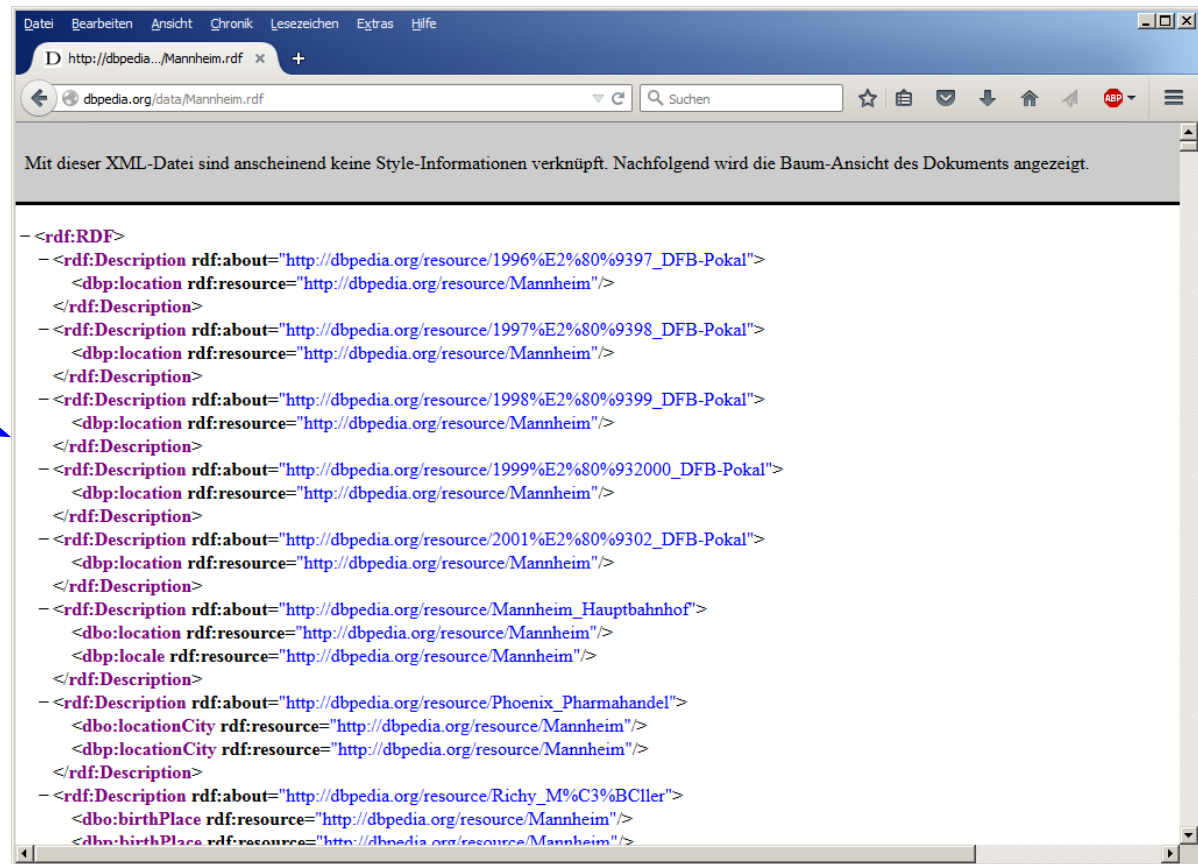 Datei Bearbeiten Ansicht Chronik Lesezeichen Extras Hilfe
D http://dbpedia.../Mannheim.rdf × +
dbpedia.org/data/Mannheim.rdf Suchen ABP
Mit dieser XML-Datei sind anscheinend keine Style-Informationen verknüpft. Nachfolgend wird die Baum-Ansicht des Dokuments angezeigt.
−<rdf:RDF>
−<rdf:Description rdf:about="http://dbpedia.org/resource/1996%E2%80%9397_DFB-Pokal">
<dbp:location rdf:resource="http://dbpedia.org/resource/Mannheim"/>
</rdf:Description>
−<rdf:Description rdf:about="http://dbpedia.org/resource/1997%E2%80%9398_DFB-Pokal">
<dbp:location rdf:resource="http://dbpedia.org/resource/Mannheim"/>
</rdf:Description>
−<rdf:Description rdf:about="http://dbpedia.org/resource/1998%E2%80%9399_DFB-Pokal">
<dbp:location rdf:resource="http://dbpedia.org/resource/Mannheim"/>
</rdf:Description>
−<rdf:Description rdf:about="http://dbpedia.org/resource/1999%E2%80%932000_DFB-Pokal">
<dbp:location rdf:resource="http://dbpedia.org/resource/Mannheim"/>
</rdf:Description>
−<rdf:Description rdf:about="http://dbpedia.org/resource/2001%E2%80%9302_DFB-Pokal">
<dbp:location rdf:resource="http://dbpedia.org/resource/Mannheim"/>
</rdf:Description>
−<rdf:Description rdf:about="http://dbpedia.org/resource/Mannheim_Hauptbahnhof">
<dbo:location rdf:resource="http://dbpedia.org/resource/Mannheim"/>
<dbp:locale rdf:resource="http://dbpedia.org/resource/Mannheim"/>
</rdf:Description>
−<rdf:Description rdf:about="http://dbpedia.org/resource/Phoenix_Pharmahandel">
<dbo:locationCity rdf:resource="http://dbpedia.org/resource/Mannheim"/>
<dbp:locationCity rdf:resource="http://dbpedia.org/resource/Mannheim"/>
</rdf:Description>
−<rdf:Description rdf:about="http://dbpedia.org/resource/Richy_M%C3%BCller">
<dbo:birthPlace rdf:resource="http://dbpedia.org/resource/Mannheim"/>
<dbp:birthPlace rdf:resource="http://dbpedia.org/resource/Mannheim"/>